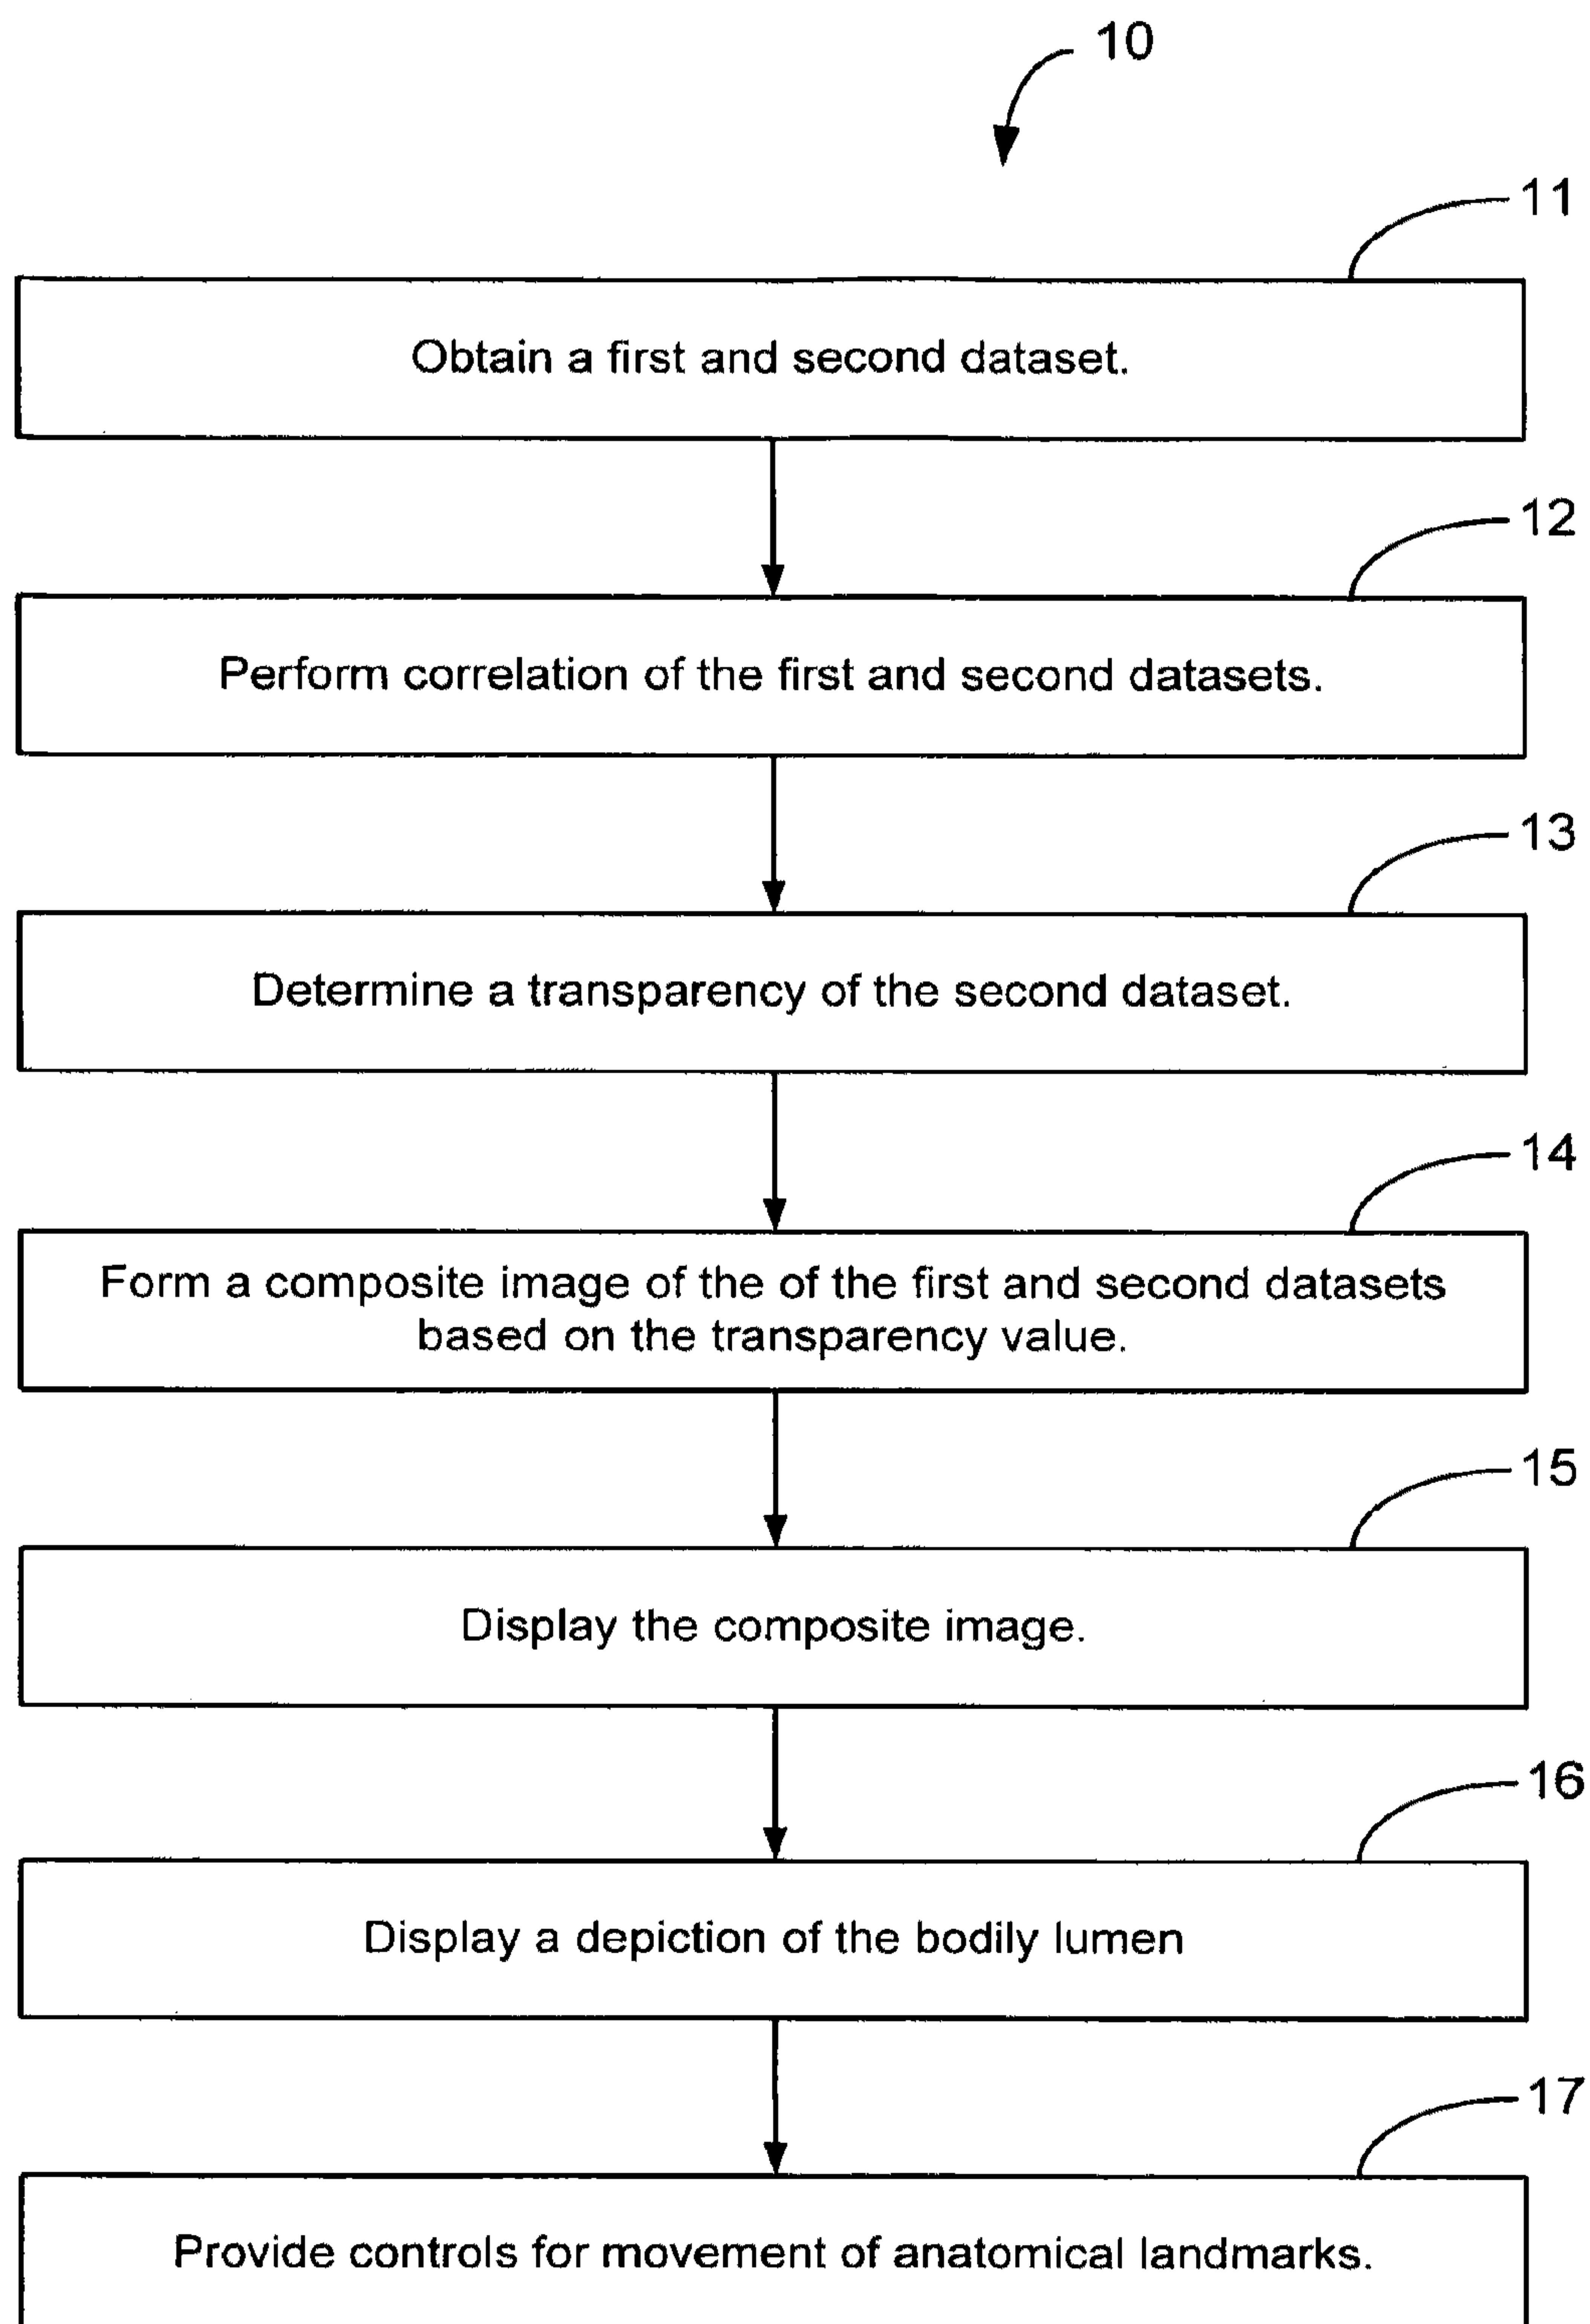 10
11
Obtain a first and second dataset.
12
Perform correlation of the first and second datasets.
13
Determine a transparency of the second dataset.
14
Form a composite image of the of the first and second datasets
based on the transparency value.
15
Display the composite image.
16
Display a depiction of the bodily lumen
17
Provide controls for movement of anatomical landmarks.